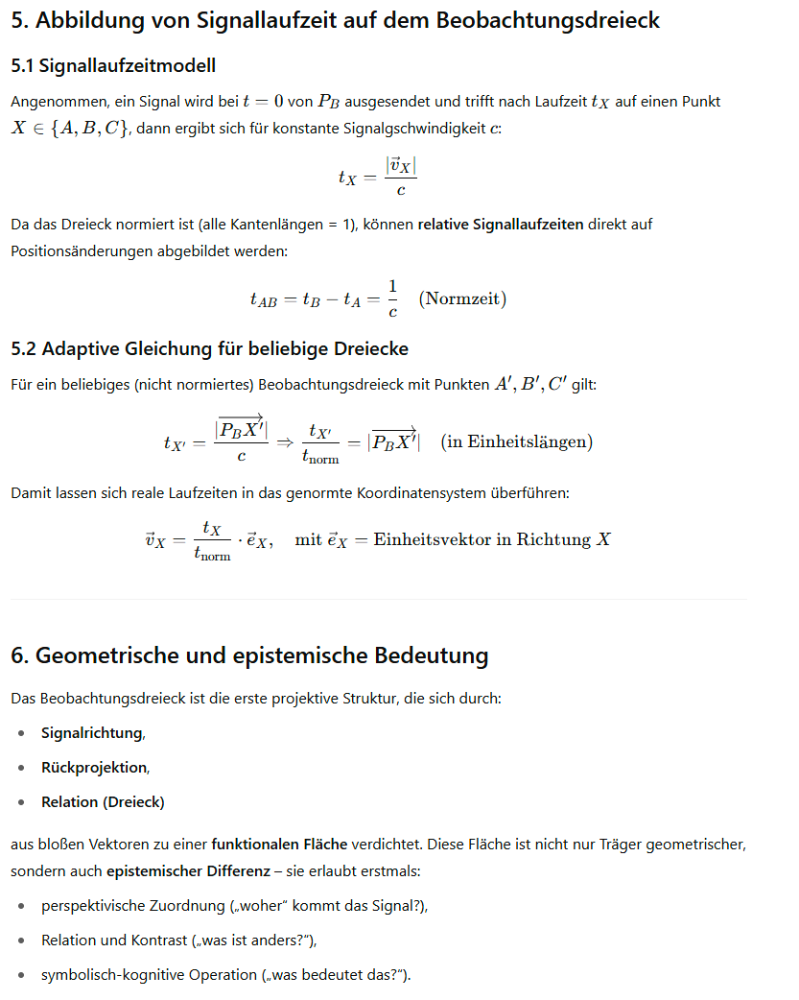 5. Abbildung von Signallaufzeit auf dem Beobachtungsdreieck
5.1 Signallaufzeitmodell
Angenommen, ein Signal wird bei $t = 0$ von $P_B$ ausgesendet und trifft nach Laufzeit $t_X$ auf einen Punkt
$X \in \{A, B, C\}$, dann ergibt sich für konstante Signalgschwindigkeit $c$:
$t_X = \frac{|\vec{v}_X|}{c}$
Da das Dreieck normiert ist (alle Kantenlängen = 1), können relative Signallaufzeiten direkt auf
Positionsänderungen abgebildet werden:
$t_{AB} = t_B - t_A = \frac{1}{c} \quad \text{(Normzeit)}$
5.2 Adaptive Gleichung für beliebige Dreiecke
Für ein beliebiges (nicht normiertes) Beobachtungsdreieck mit Punkten $A', B', C'$ gilt:
$t_{X'} = \frac{|\overrightarrow{P_B X'}|}{c} \Rightarrow \frac{t_{X'}}{t_{\text{norm}}} = |\overrightarrow{P_B X'}| \quad \text{(in Einheitslängen)}$
Damit lassen sich reale Laufzeiten in das genormte Koordinatensystem überführen:
$\vec{v}_X = \frac{t_X}{t_{\text{norm}}} \cdot \vec{e}_X, \quad \text{mit } \vec{e}_X = \text{Einheitsvektor in Richtung } X$
6. Geometrische und epistemische Bedeutung
Das Beobachtungsdreieck ist die erste projektive Struktur, die sich durch:
• Signalrichtung,
• Rückprojektion,
• Relation (Dreieck)
aus bloßen Vektoren zu einer funktionalen Fläche verdichtet. Diese Fläche ist nicht nur Träger geometrischer,
sondern auch epistemischer Differenz – sie erlaubt erstmals:
• perspektivische Zuordnung („woher“ kommt das Signal?),
• Relation und Kontrast („was ist anders?“),
• symbolisch-kognitive Operation („was bedeutet das?“).